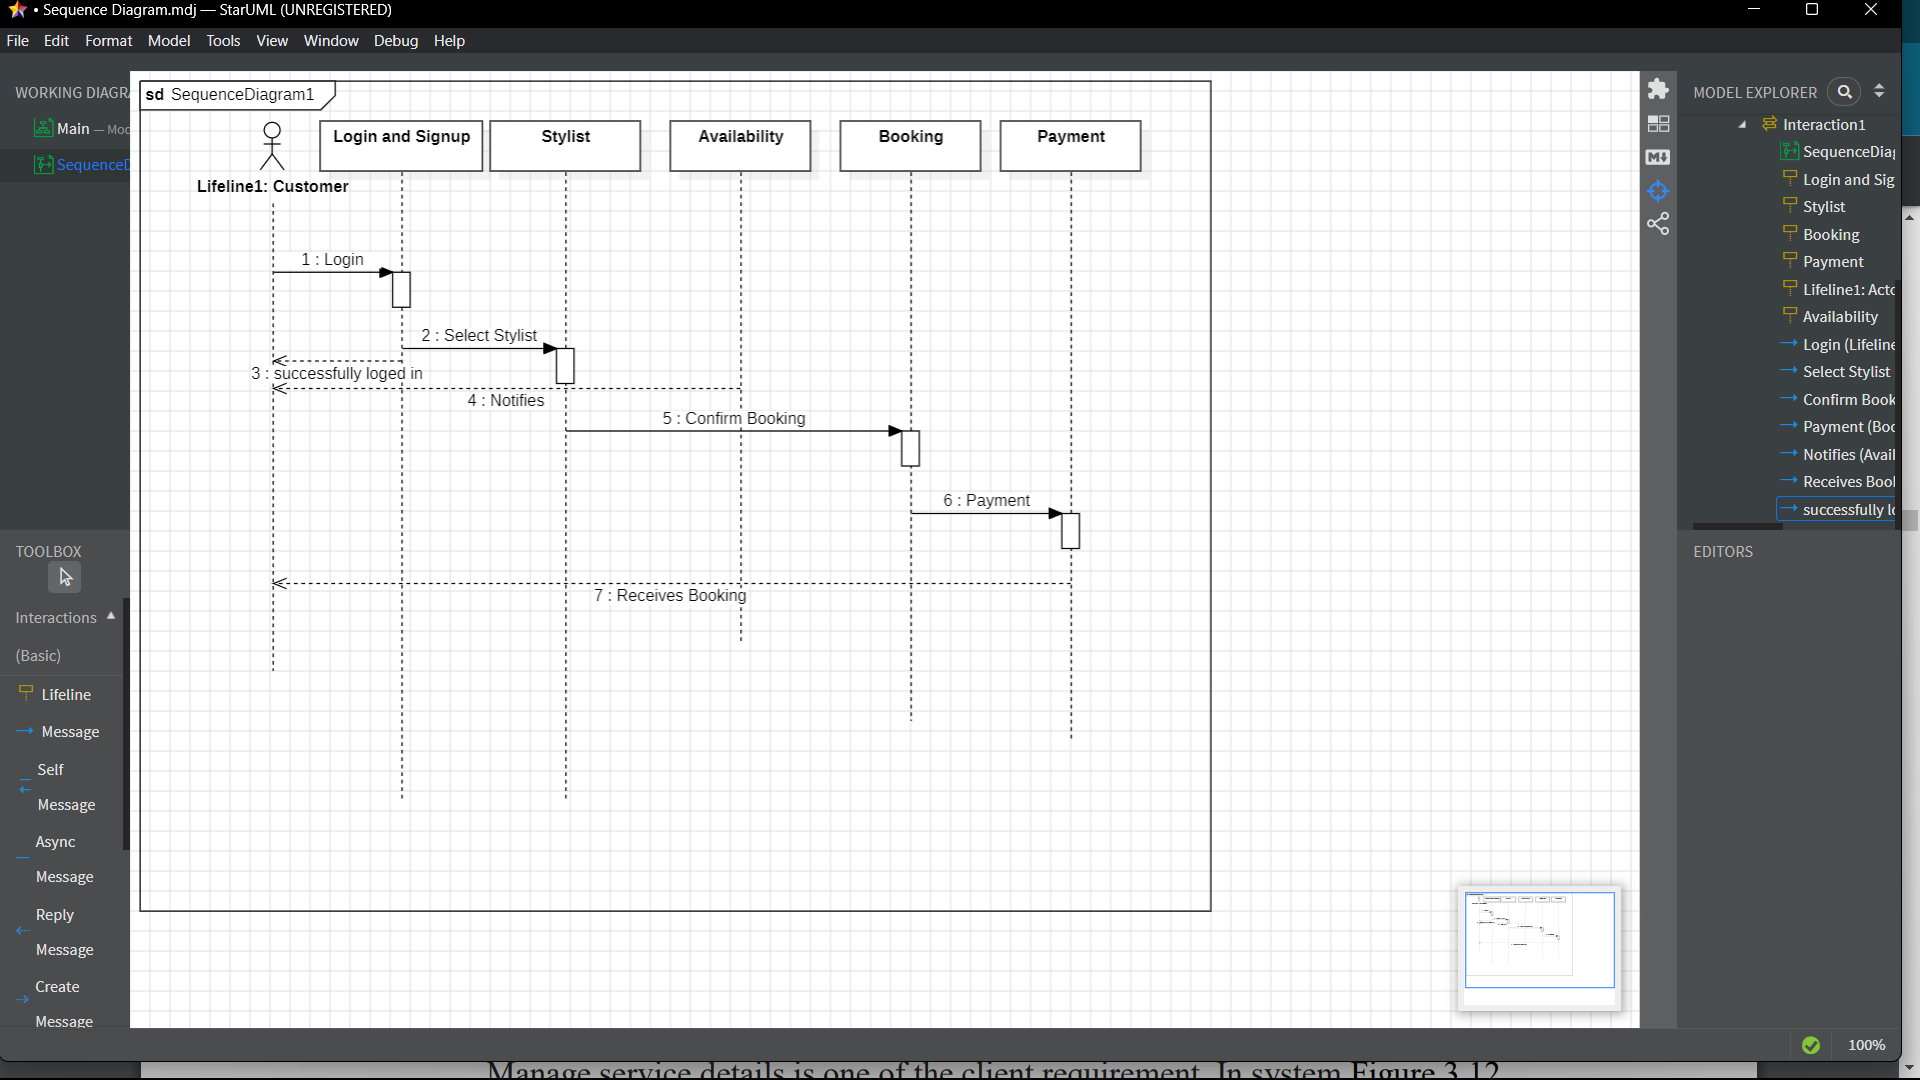 • Sequence Diagram.mdj — StarUML (UNREGISTERED)
File Edit Format Model Tools View Window Debug Help
WORKING DIAGRA
Main — Mod
SequenceD
sd SequenceDiagram1
Lifeline1: Customer
Login and Signup
Stylist
Availability
Booking
Payment
1 : Login
2 : Select Stylist
3 : successfully loged in
4 : Notifies
5 : Confirm Booking
6 : Payment
7 : Receives Booking
TOOLBOX
Interactions
(Basic)
Lifeline
Message
Self
Message
Async
Message
Reply
Message
Create
Message
MODEL EXPLORER
Interaction1
SequenceDiag
Login and Sig
Stylist
Booking
Payment
Lifeline1: Acto
Availability
Login (Lifeline
Select Stylist
Confirm Book
Payment (Boo
Notifies (Avail
Receives Book
successfully lo
EDITORS
M
100%
Manage service details is one of the client requirement. In system Figure 3.12